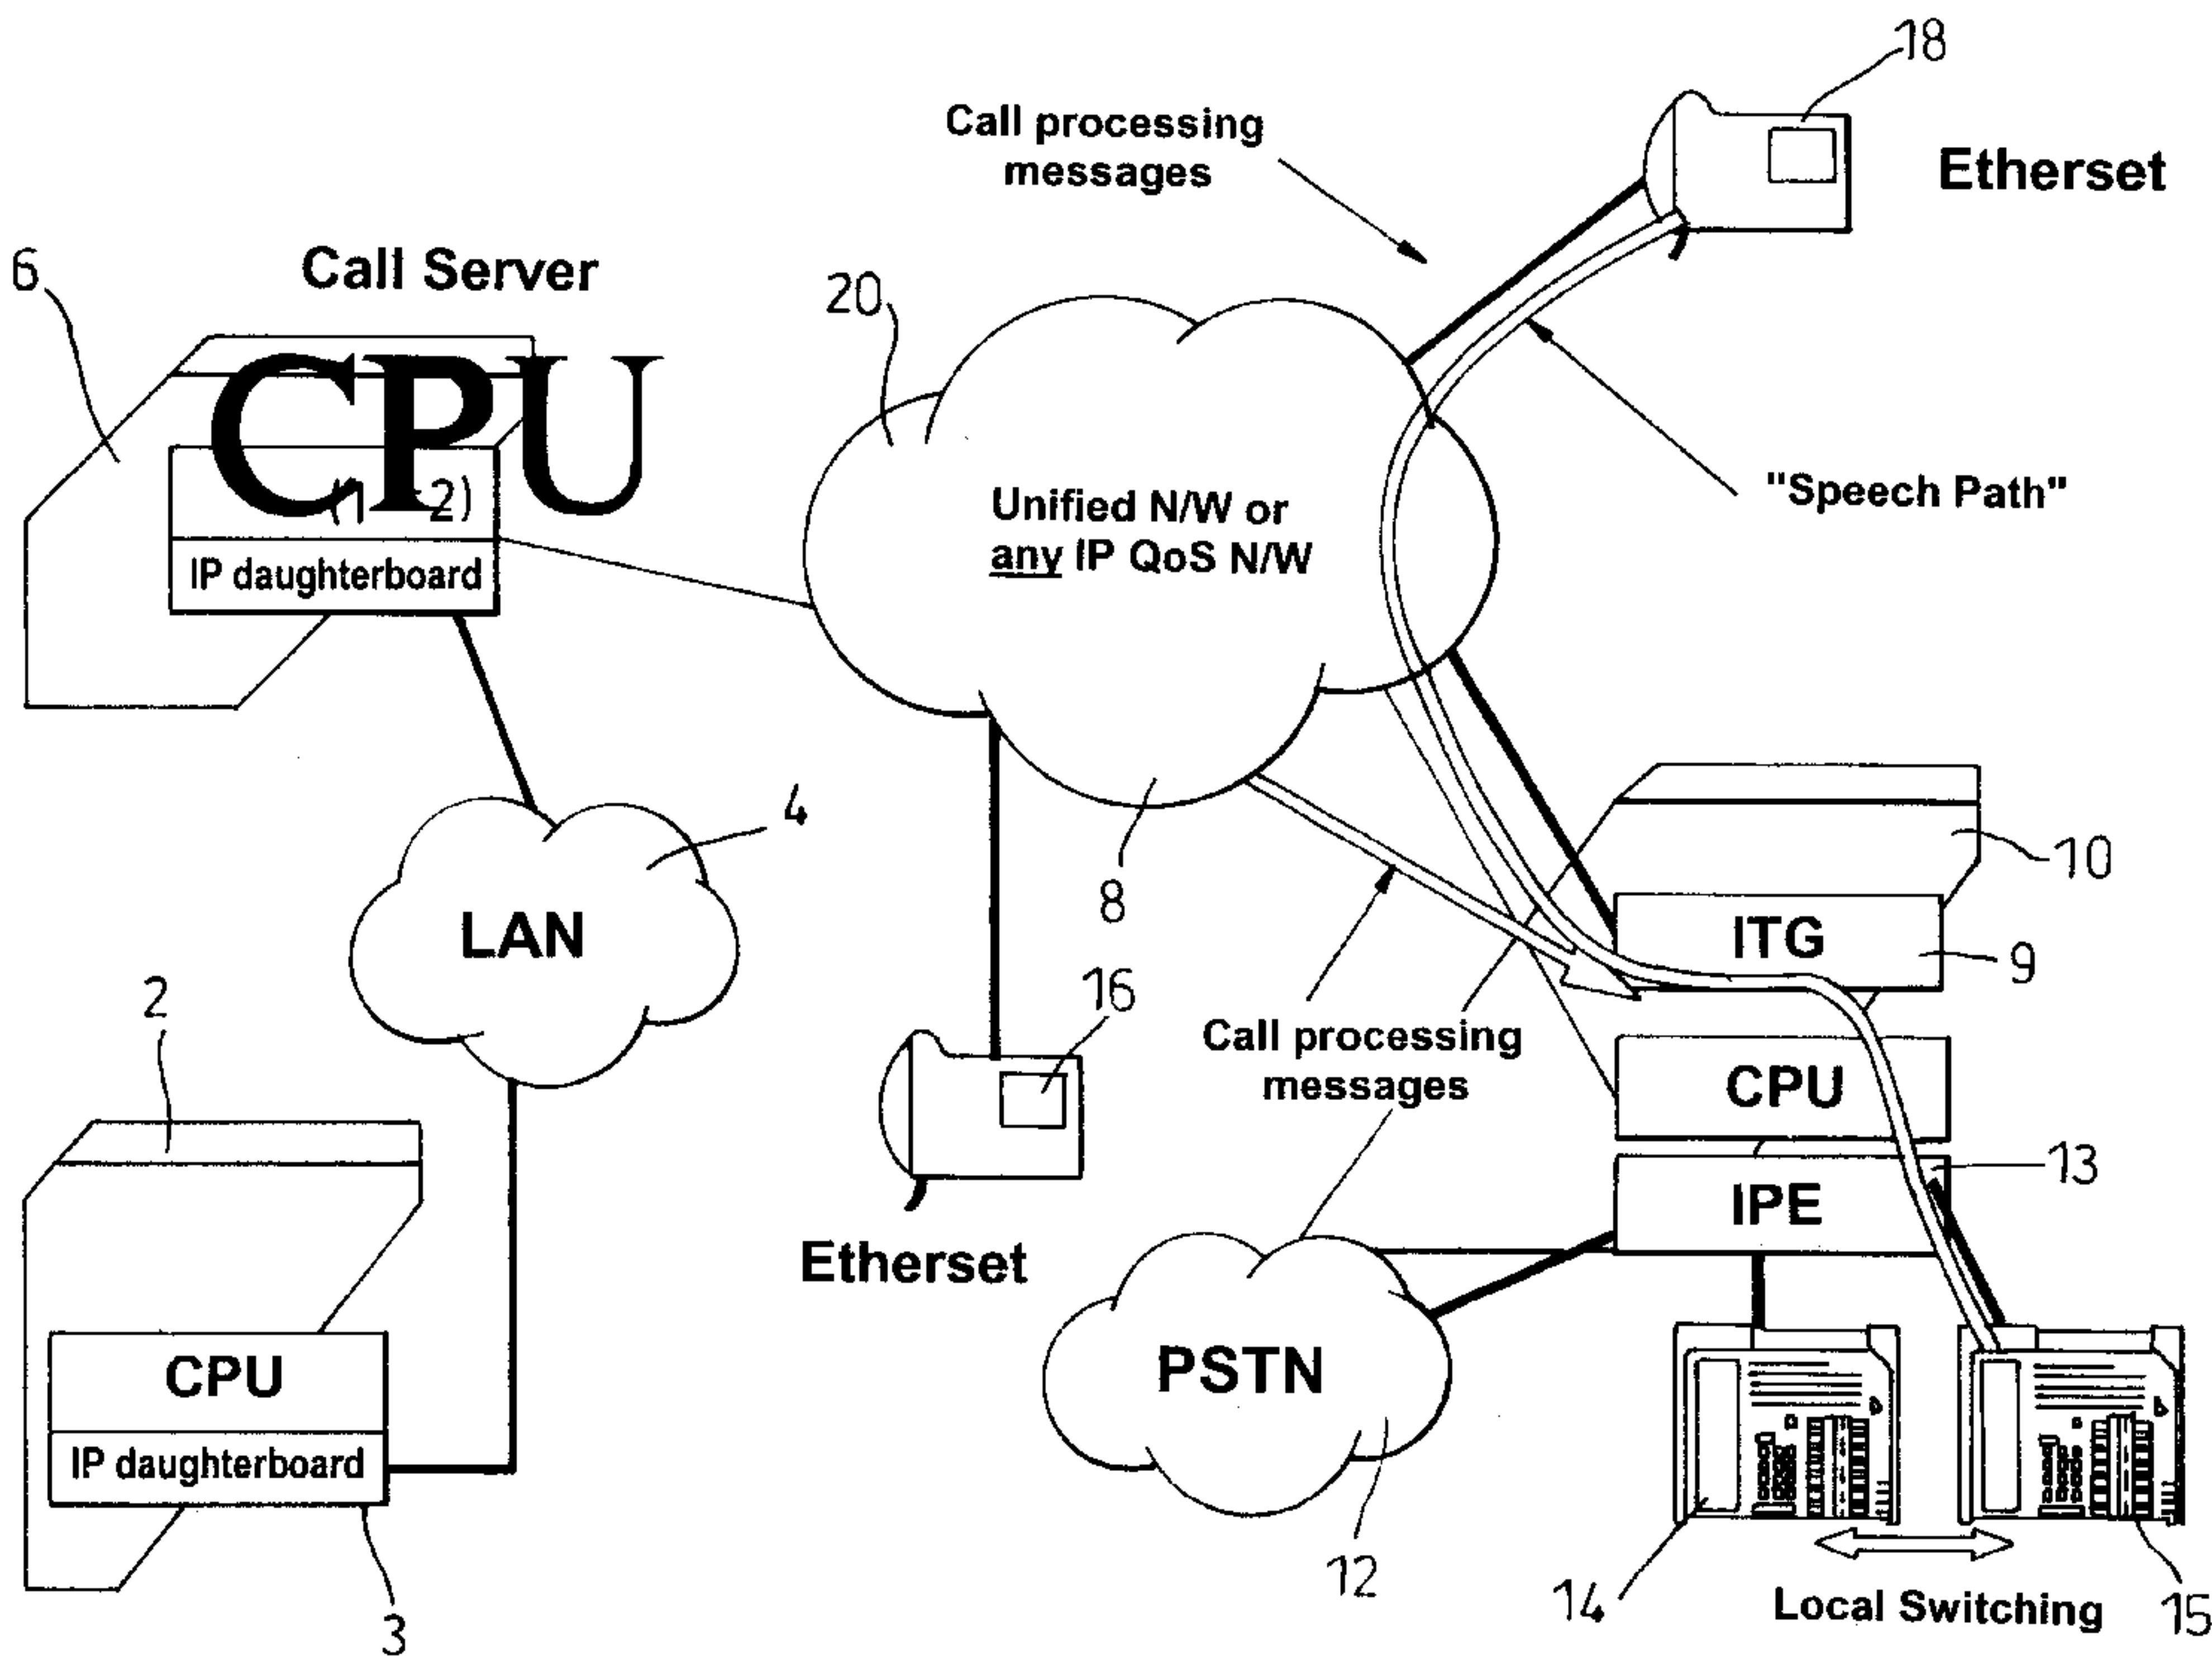 18
Call processing
messages
Etherset
6
Call Server
20
CPU
(1 - 2)
IP daughterboard
Unified N/W or
any IP QoS N/W
"Speech Path"
4
LAN
8
10
ITG
9
2
16
Call processing
messages
CPU
13
IPE
Etherset
CPU
IP daughterboard
3
PSTN
12
14
Local Switching
15